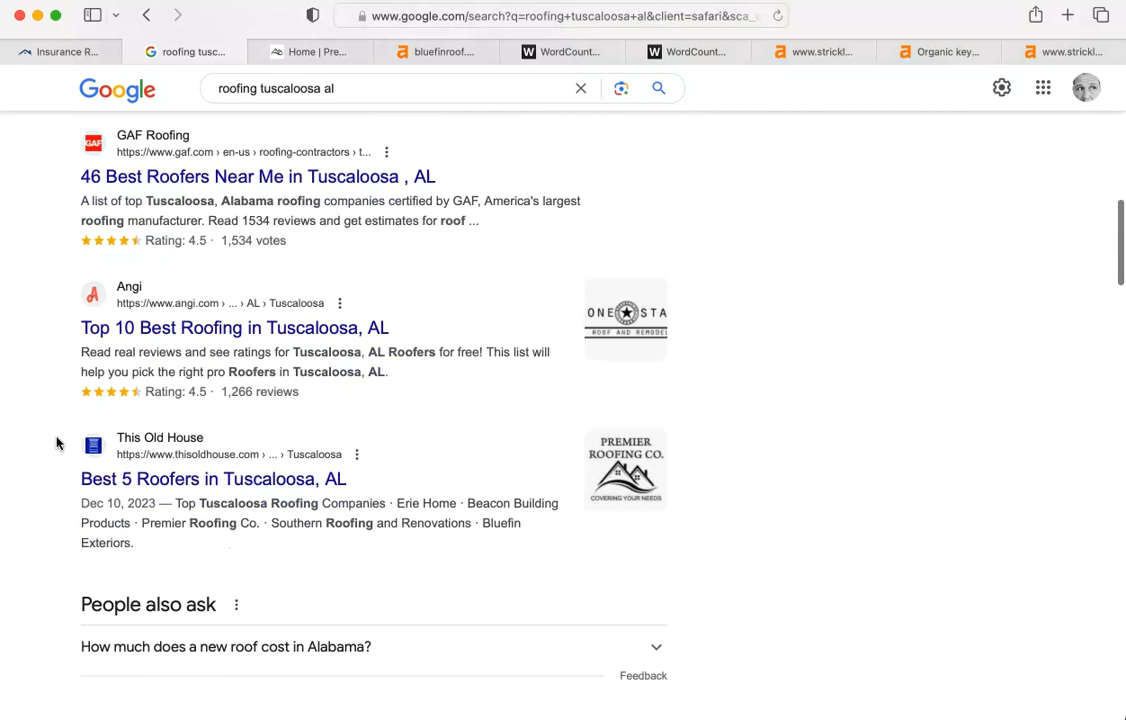 www.google.com/search?q=roofing+tuscaloosa+al&client=safari&sca_
Insurance R...
roofing tusc...
Home | Pre...
bluefinroof....
WordCount...
WordCount...
www.strickl...
Organic key...
www.strickl...
Google
roofing tuscaloosa al
GAF
GAF Roofing
https://www.gaf.com › en-us › roofing-contractors › t...
46 Best Roofers Near Me in Tuscaloosa , AL
A list of top Tuscaloosa, Alabama roofing companies certified by GAF, America's largest
roofing manufacturer. Read 1534 reviews and get estimates for roof ...
Rating: 4.5 · 1,534 votes
Angi
https://www.angi.com › ... › AL › Tuscaloosa
Top 10 Best Roofing in Tuscaloosa, AL
Read real reviews and see ratings for Tuscaloosa, AL Roofers for free! This list will
help you pick the right pro Roofers in Tuscaloosa, AL.
Rating: 4.5 · 1,266 reviews
ONE STA
ROOF AND REMODEL
This Old House
https://www.thisoldhouse.com › ... › Tuscaloosa
Best 5 Roofers in Tuscaloosa, AL
Dec 10, 2023 — Top Tuscaloosa Roofing Companies · Erie Home · Beacon Building
Products · Premier Roofing Co. · Southern Roofing and Renovations · Bluefin
Exteriors.
PREMIER
ROOFING CO.
COVERING YOUR NEEDS
People also ask
How much does a new roof cost in Alabama?
Feedback